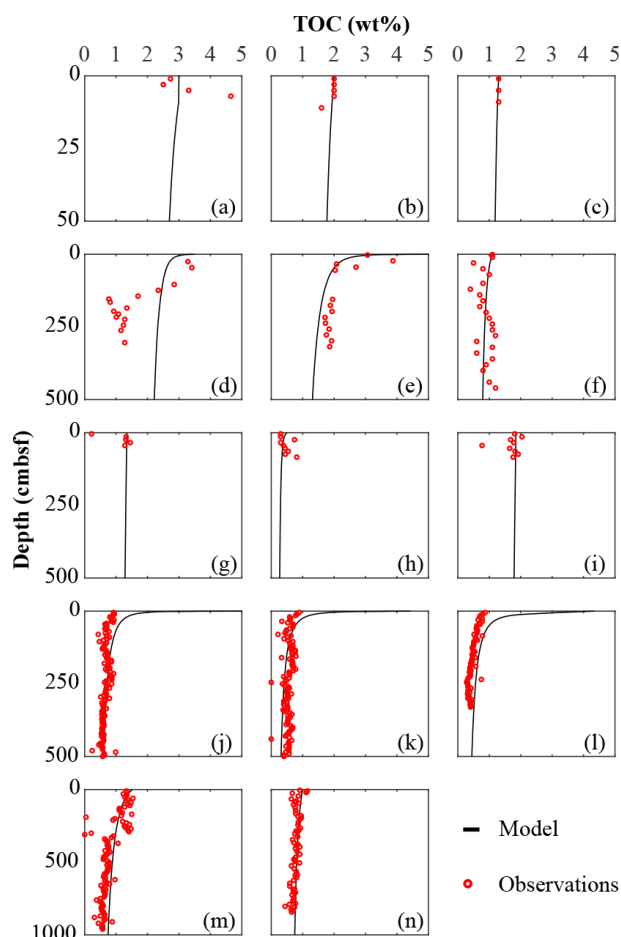 TOC (wt%)
0 1 2 3 4 5 0 1 2 3 4 5 0 1 2 3 4 5
0
25
50
(a) (b) (c)
0
250
500
(d) (e) (f)
Depth (cmbsf)
0
250
500
(g) (h) (i)
0
250
500
(j) (k) (l)
0
500
1000
(m) (n)
Model
Observations